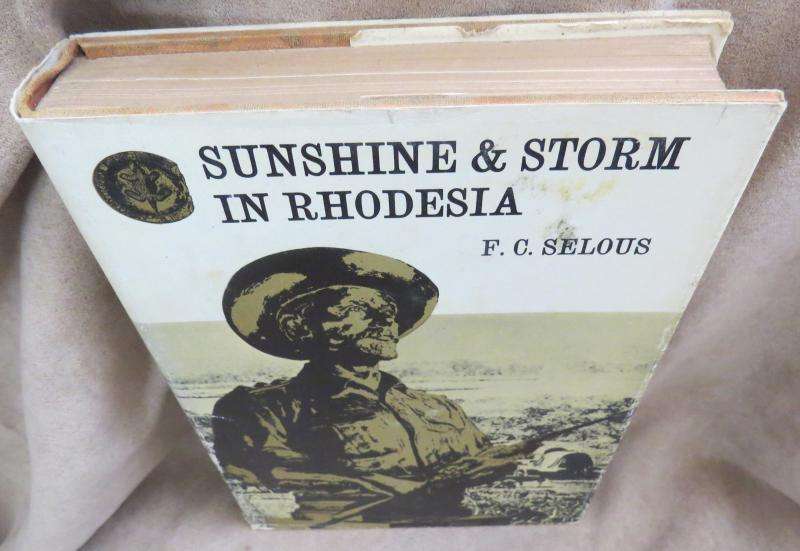 SUNSHINE & STORM
IN RHODESIA
F. C. SELOUS